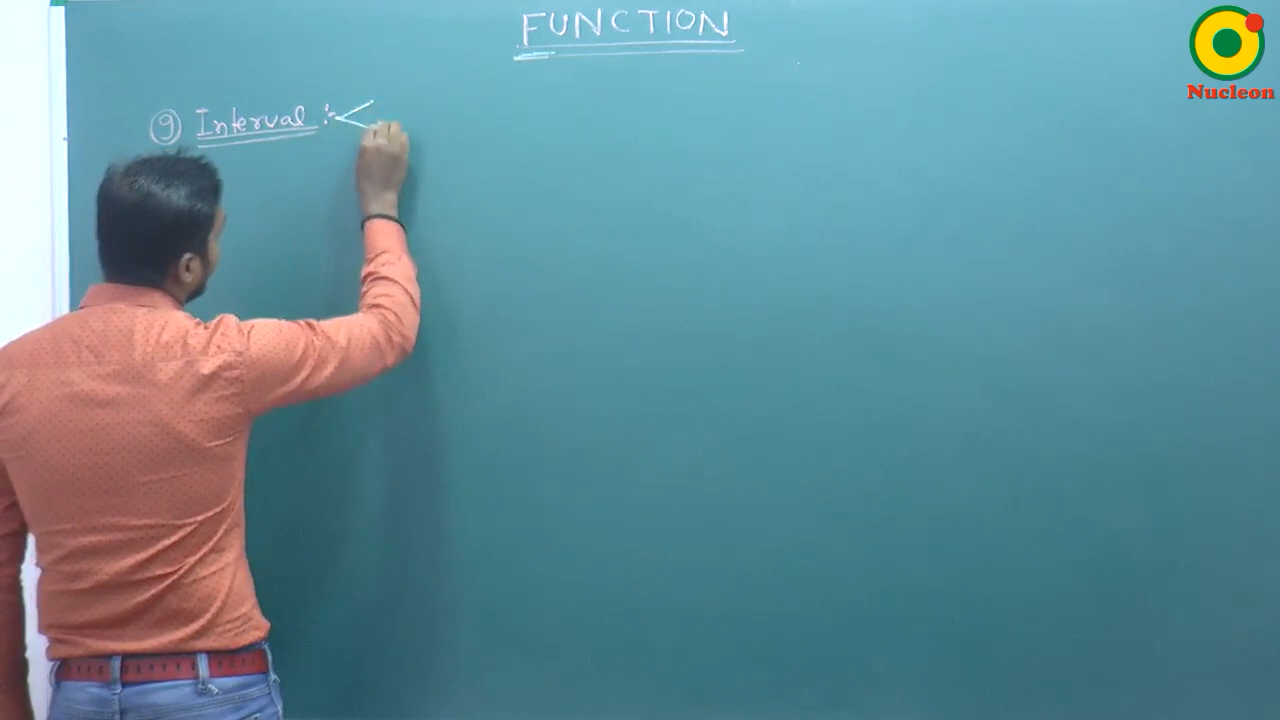 FUNCTION
Nucleon
⑨ Interval :- <